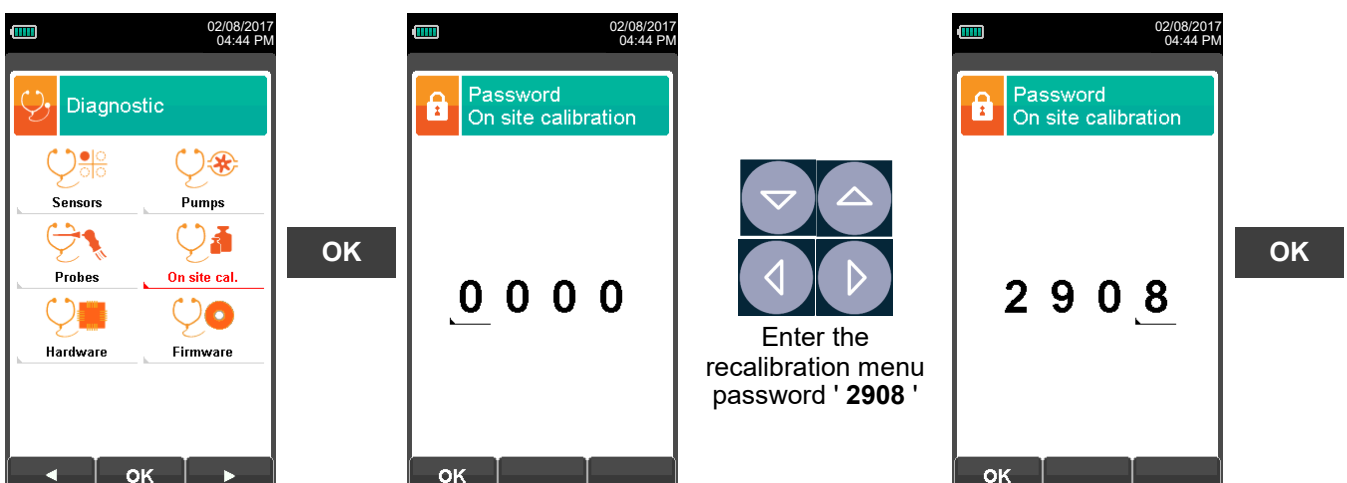 02/08/2017
04:44 PM
Diagnostic
Sensors
Pumps
Probes
On site cal.
Hardware
Firmware
OK
OK
02/08/2017
04:44 PM
Password
On site calibration
0 0 0 0
OK
Enter the
recalibration menu
password ' 2908 '
02/08/2017
04:44 PM
Password
On site calibration
2 9 0 8
OK
OK